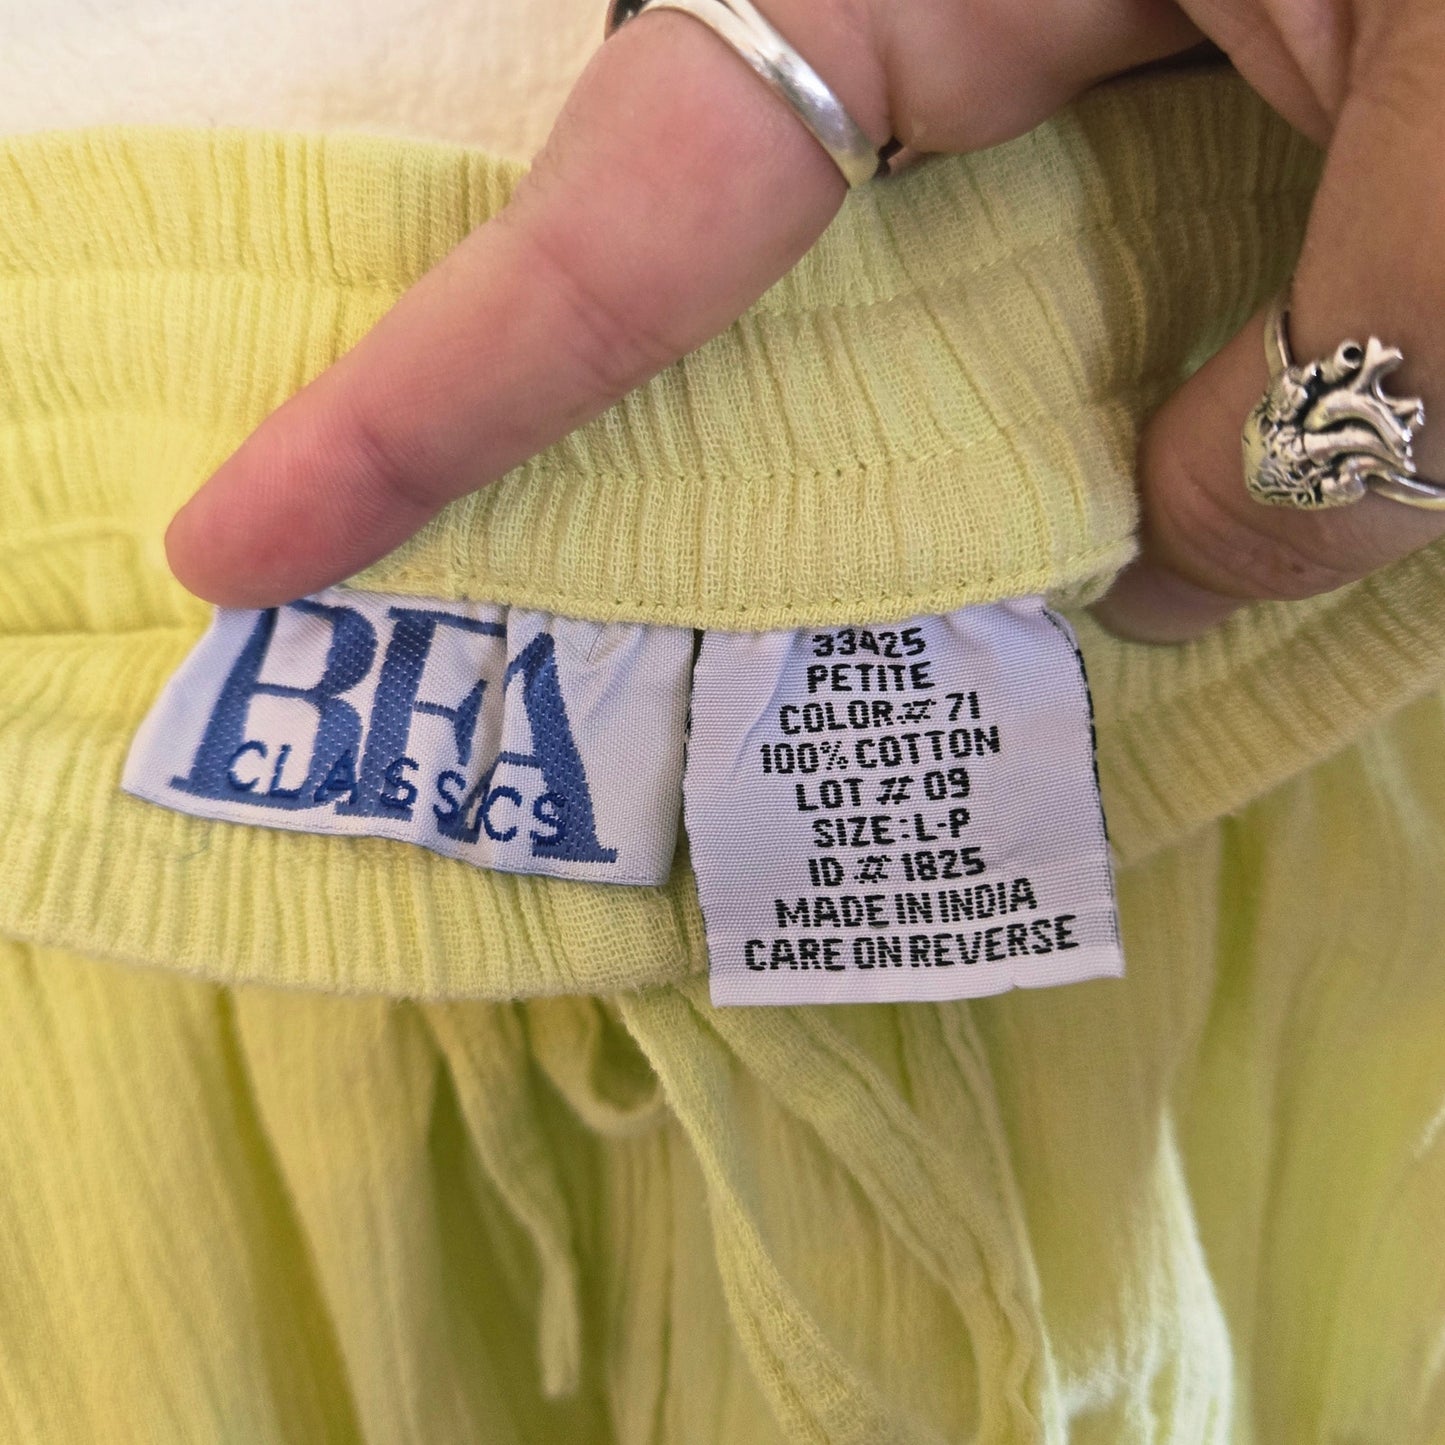 BFA
CLASSICS
33425
PETITE
COLOR# 71
100% COTTON
LOT # 09
SIZE:L-P
ID # 1825
MADE IN INDIA
CARE ON REVERSE